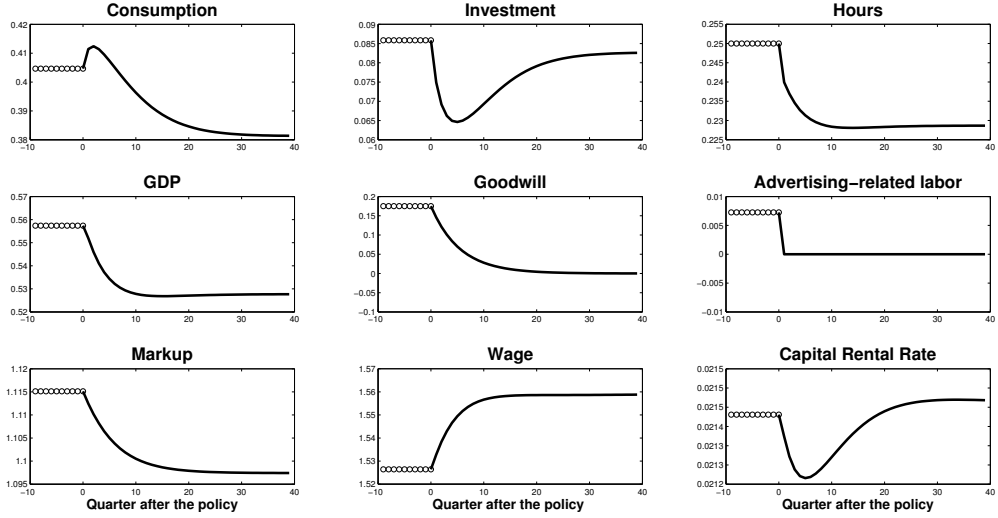 Consumption
0.42
0.41
0.4
0.39
0.38
−10 0 10 20 30 40
Investment
0.09
0.085
0.08
0.075
0.07
0.065
0.06
−10 0 10 20 30 40
Hours
0.255
0.25
0.245
0.24
0.235
0.23
0.225
−10 0 10 20 30 40
GDP
0.57
0.56
0.55
0.54
0.53
0.52
−10 0 10 20 30 40
Goodwill
0.2
0.15
0.1
0.05
0
−0.05
−0.1
−10 0 10 20 30 40
Advertising−related labor
0.01
0.005
0
−0.005
−0.01
−10 0 10 20 30 40
Markup
1.12
1.115
1.11
1.105
1.1
1.095
−10 0 10 20 30 40
Quarter after the policy
Wage
1.57
1.56
1.55
1.54
1.53
1.52
−10 0 10 20 30 40
Quarter after the policy
Capital Rental Rate
0.0215
0.0215
0.0214
0.0213
0.0213
0.0212
−10 0 10 20 30 40
Quarter after the policy